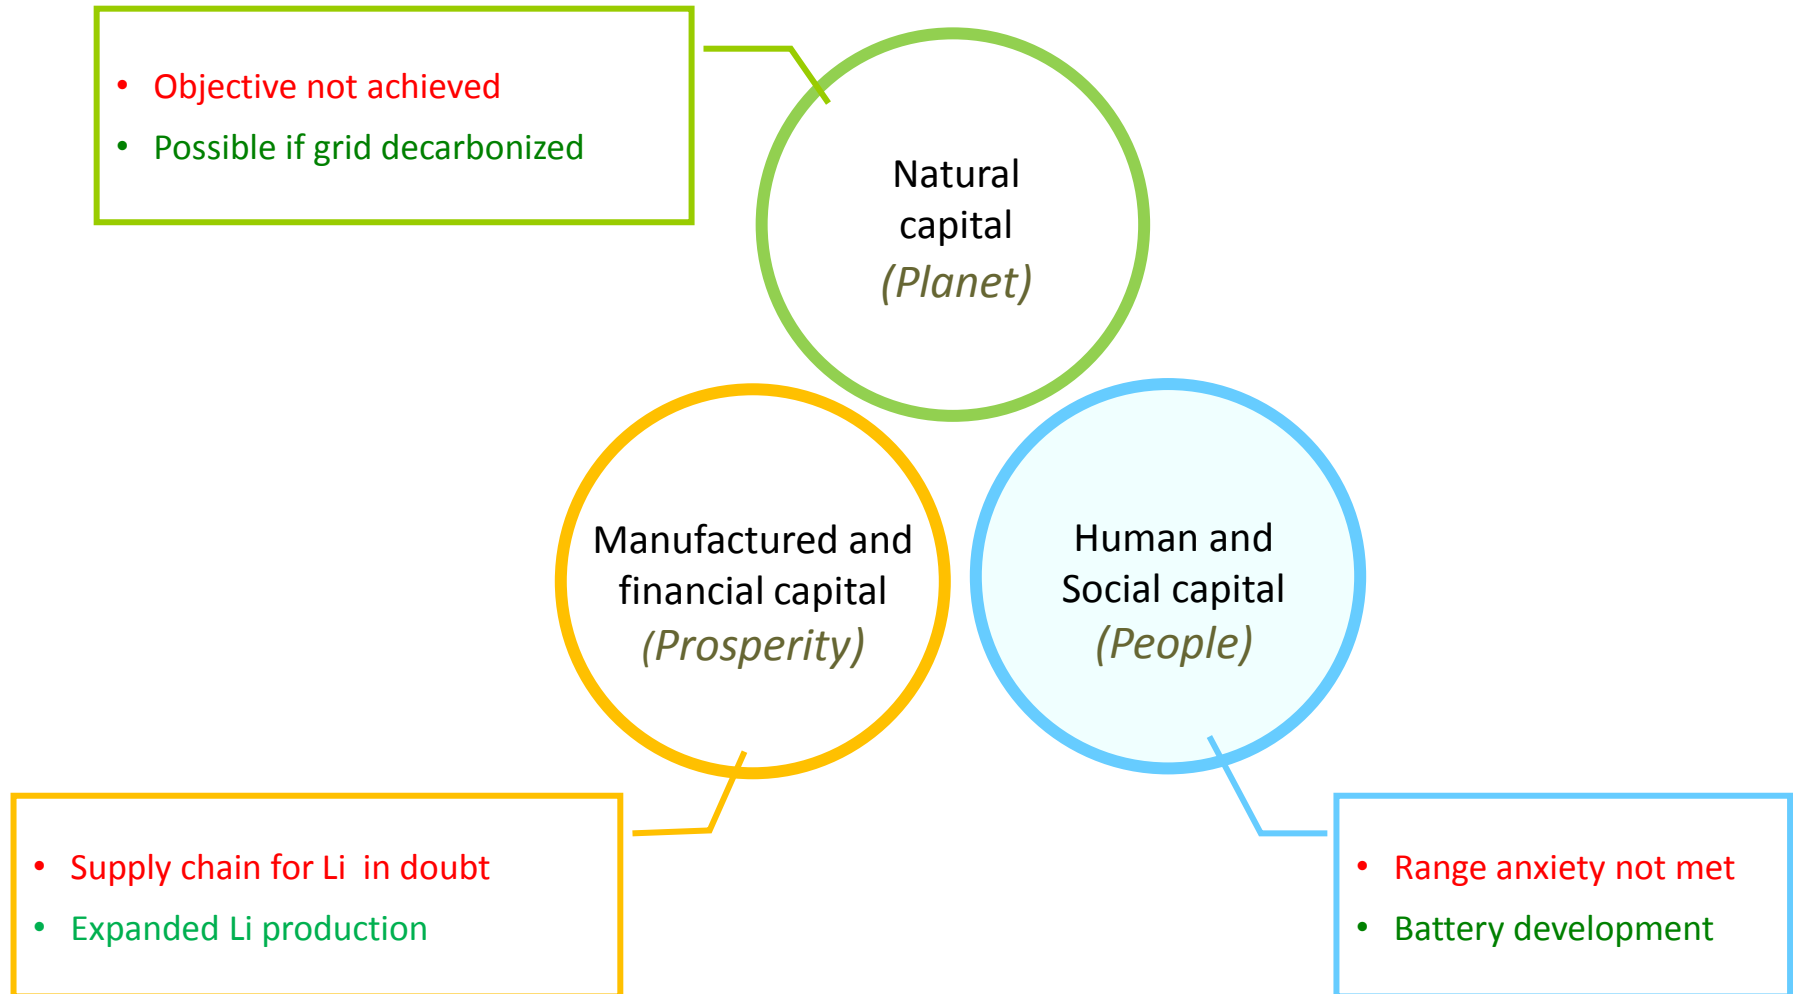 • Objective not achieved
• Possible if grid decarbonized
Natural
capital
(Planet)
Manufactured and
financial capital
(Prosperity)
Human and
Social capital
(People)
• Supply chain for Li  in doubt
• Expanded Li production
• Range anxiety not met
• Battery development